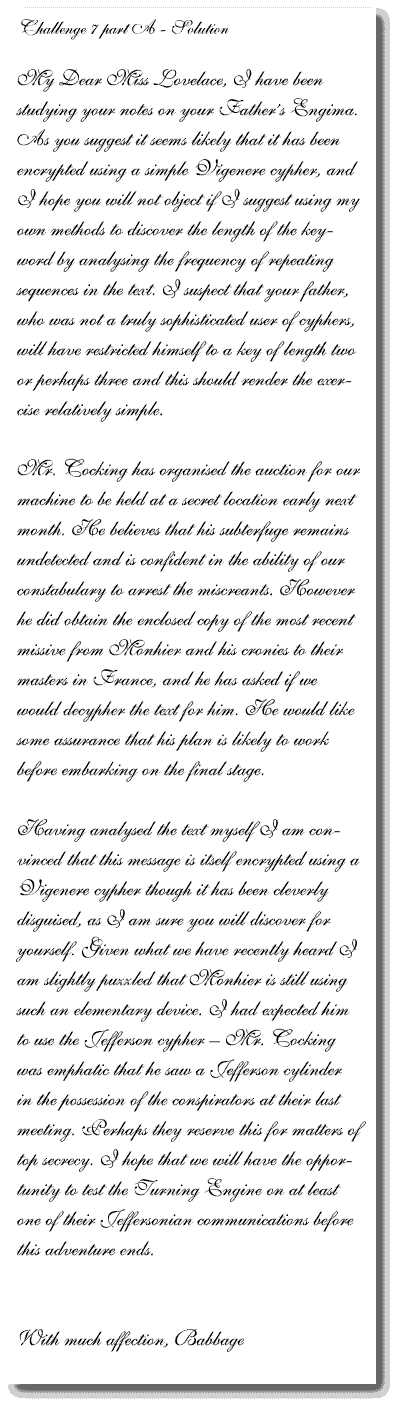 Challenge 7 part A - Solution
My Dear Miss Lovelace, I have been
studying your notes on your Father's Engima.
As you suggest it seems likely that it has been
encrypted using a simple Vigenere cypher, and
I hope you will not object if I suggest using my
own methods to discover the length of the key-
word by analysing the frequency of repeating
sequences in the text. I suspect that your father,
who was not a truly sophisticated user of cyphers,
will have restricted himself to a key of length two
or perhaps three and this should render the exer-
cise relatively simple.
Mr. Cocking has organised the auction for our
machine to be held at a secret location early next
month. He believes that his subterfuge remains
undetected and is confident in the ability of our
constabulary to arrest the miscreants. However
he did obtain the enclosed copy of the most recent
missive from Monhier and his cronies to their
masters in France, and he has asked if we
would decypher the text for him. He would like
some assurance that his plan is likely to work
before embarking on the final stage.
Having analysed the text myself I am con-
vinced that this message is itself encrypted using a
Vigenere cypher though it has been cleverly
disguised, as I am sure you will discover for
yourself. Given what we have recently heard I
am slightly puzzled that Monhier is still using
such an elementary device. I had expected him
to use the Jefferson cypher – Mr. Cocking
was emphatic that he saw a Jefferson cylinder
in the possession of the conspirators at their last
meeting. Perhaps they reserve this for matters of
top secrecy. I hope that we will have the oppor-
tunity to test the Turning Engine on at least
one of their Jeffersonian communications before
this adventure ends.
With much affection, Babbage